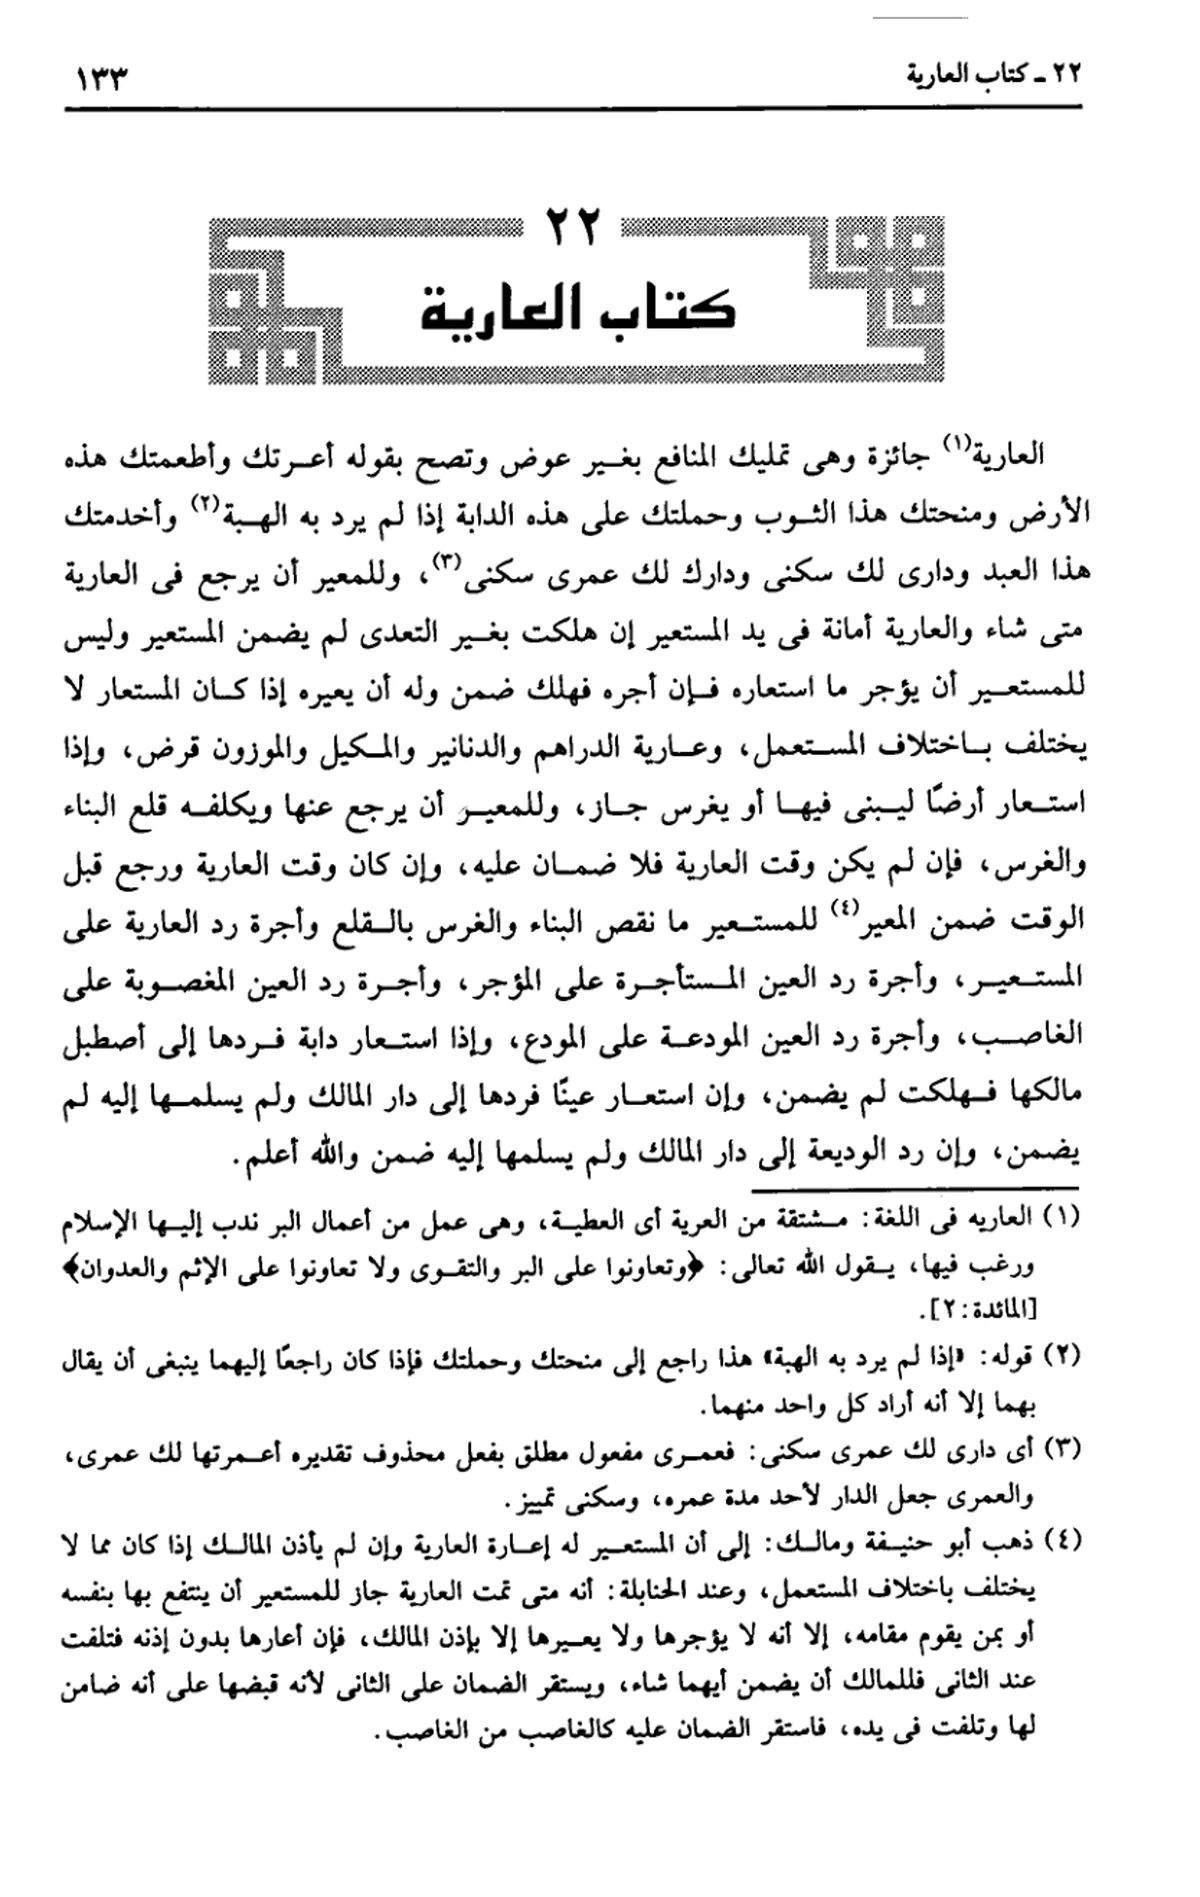 ٢٢ ـ كتاب العارية
١٣٣
٢٢
كتاب العارية
العارية(١) جائزة وهى تمليك المنافع بغير عوض وتصح بقوله أعرتك وأطعمتك هذه
الأرض ومنحتك هذا الثوب وحملتك على هذه الدابة إذا لم يرد به الهبة(٢) وأخدمتك
هذا العبد ودارى لك سكنى ودارك لك عمرى سكنى(٣)، وللمعير أن يرجع فى العارية
متى شاء والعارية أمانة فى يد المستعير إن هلكت بغير التعدى لم يضمن المستعير وليس
للمستعير أن يؤجر ما استعاره فإن أجره فهلك ضمن وله أن يعيره إذا كان المستعار لا
يختلف باختلاف المستعمل، وعارية الدراهم والدنانير والمكيل والموزون قرض، وإذا
استعار أرضًا ليبنى فيها أو يغرس جاز، وللمعير أن يرجع عنها ويكلفه قلع البناء
والغرس، فإن لم يكن وقت العارية فلا ضمان عليه، وإن كان وقت العارية ورجع قبل
الوقت ضمن المعير(٤) للمستعير ما نقص البناء والغرس بالقلع وأجرة رد العارية على
المستعير، وأجرة رد العين المستأجرة على المؤجر، وأجرة رد العين المغصوبة على
الغاصب، وأجرة رد العين المودعة على المودع، وإذا استعار دابة فردها إلى أصطبل
مالكها فهلكت لم يضمن، وإن استعار عينًا فردها إلى دار المالك ولم يسلمها إليه لم
يضمن، وإن رد الوديعة إلى دار المالك ولم يسلمها إليه ضمن والله أعلم.
(١) العاريه فى اللغة: مشتقة من العرية أى العطية، وهى عمل من أعمال البر ندب إليها الإسلام
ورغب فيها، يقول الله تعالى: ﴿وتعاونوا على البر والتقوى ولا تعاونوا على الإثم والعدوان﴾
[المائدة: ٢].
(٢) قوله: «إذا لم يرد به الهبة» هذا راجع إلى منحتك وحملتك فإذا كان راجعًا إليهما ينبغى أن يقال
بهما إلا أنه أراد كل واحد منهما.
(٣) أى دارى لك عمرى سكنى: فعمرى مفعول مطلق بفعل محذوف تقديره أعمرتها لك عمرى،
والعمرى جعل الدار لأحد مدة عمره، وسكنى تمييز.
(٤) ذهب أبو حنيفة ومالك: إلى أن المستعير له إعارة العارية وإن لم يأذن المالك إذا كان مما لا
يختلف باختلاف المستعمل، وعند الحنابلة: أنه متى تمت العارية جاز للمستعير أن ينتفع بها بنفسه
أو بمن يقوم مقامه، إلا أنه لا يؤجرها ولا يعيرها إلا بإذن المالك، فإن أعارها بدون إذنه فتلفت
عند الثانى فللمالك أن يضمن أيهما شاء، ويستقر الضمان على الثانى لأنه قبضها على أنه ضامن
لها وتلفت فى يده، فاستقر الضمان عليه كالغاصب من الغاصب.